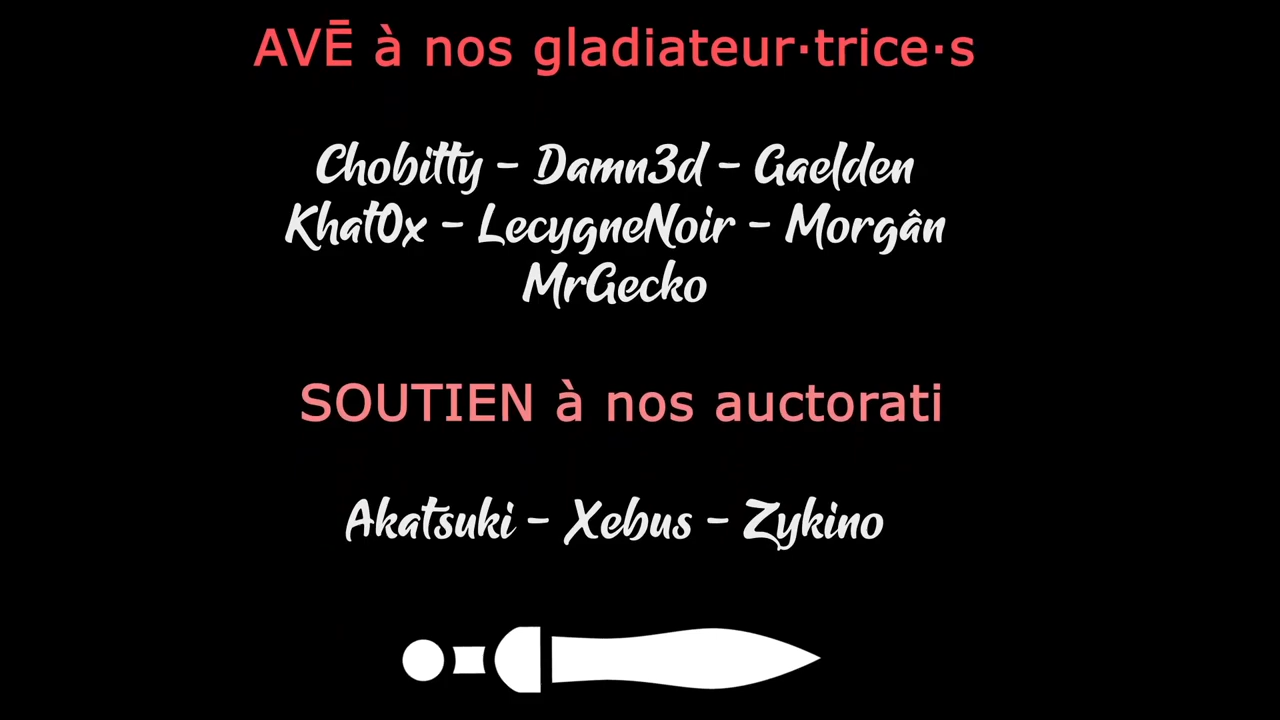 AVĒ à nos gladiateur·trice·s
Chobitty - Damn3d - Gaelden
Khat0x - LecygneNoir - Morgân
MrGecko
SOUTIEN à nos auctorati
Akatsuki - Xebus - Zykino